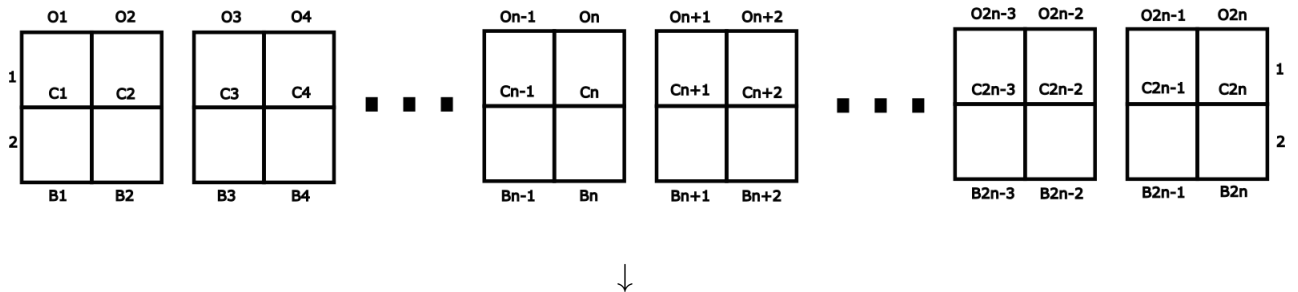 O1 O2 O3 O4 On-1 On On+1 On+2 O2n-3 O2n-2 O2n-1 O2n
1 1
C1 C2 C3 C4 Cn-1 Cn Cn+1 Cn+2 C2n-3 C2n-2 C2n-1 C2n
2 2
B1 B2 B3 B4 Bn-1 Bn Bn+1 Bn+2 B2n-3 B2n-2 B2n-1 B2n
↓